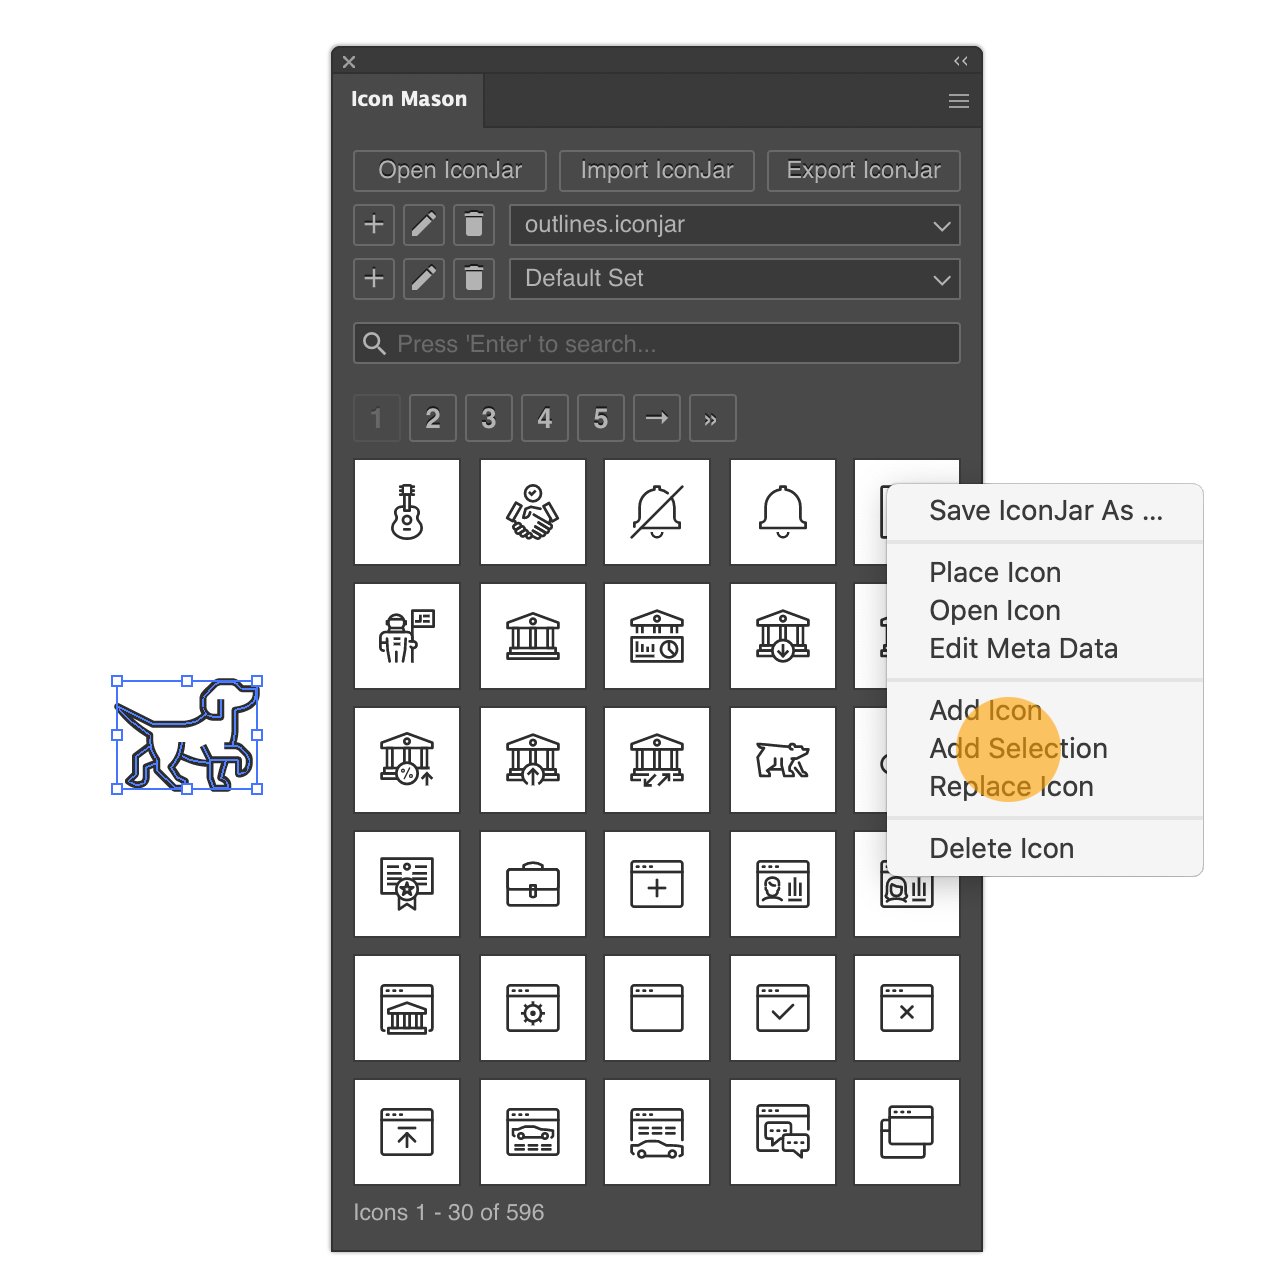 Icon Mason
Open IconJar
Import IconJar
Export IconJar
outlines.iconjar
Default Set
Press 'Enter' to search...
1 2 3 4 5 → »
Save IconJar As ...
Place Icon
Open Icon
Edit Meta Data
Add Icon
Add Selection
Replace Icon
Delete Icon
Icons 1 - 30 of 596